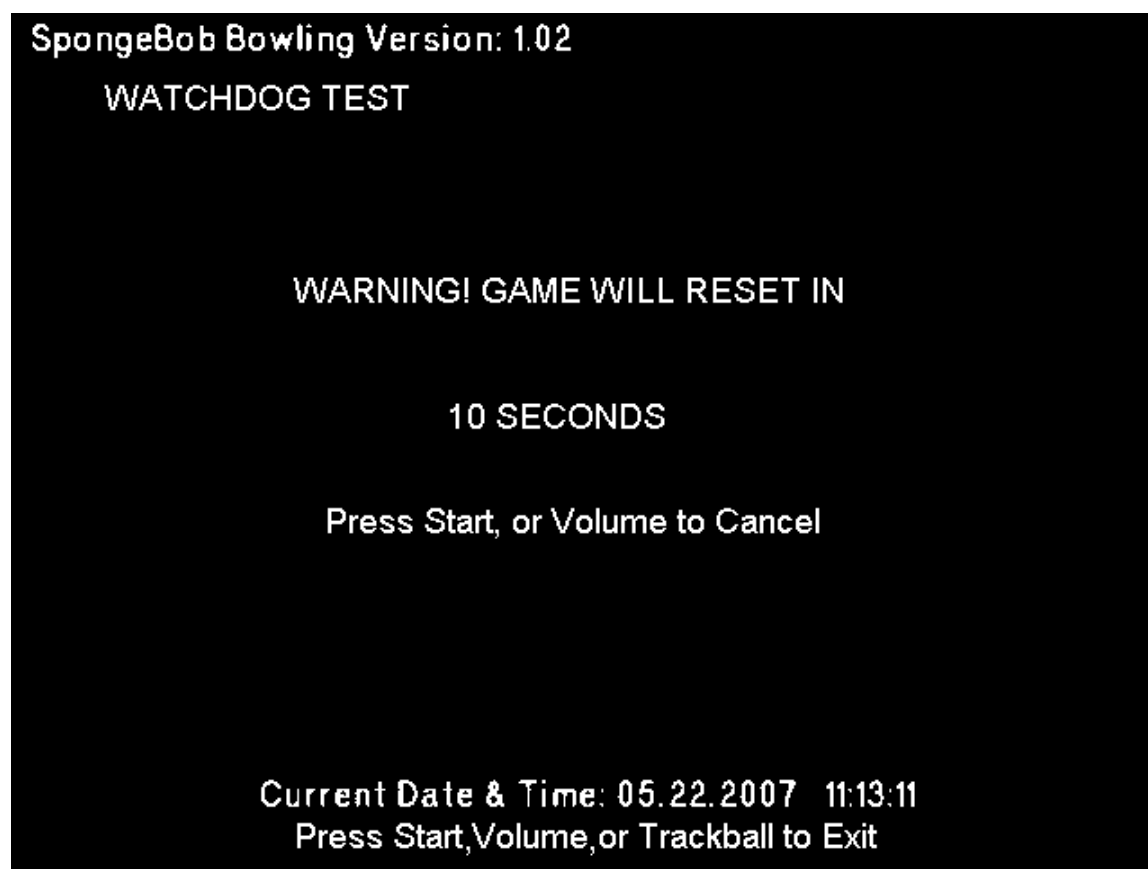 SpongeBob Bowling Version: 1.02
WATCHDOG TEST
WARNING! GAME WILL RESET IN
10 SECONDS
Press Start, or Volume to Cancel
Current Date & Time: 05.22.2007 11:13:11
Press Start,Volume,or Trackball to Exit